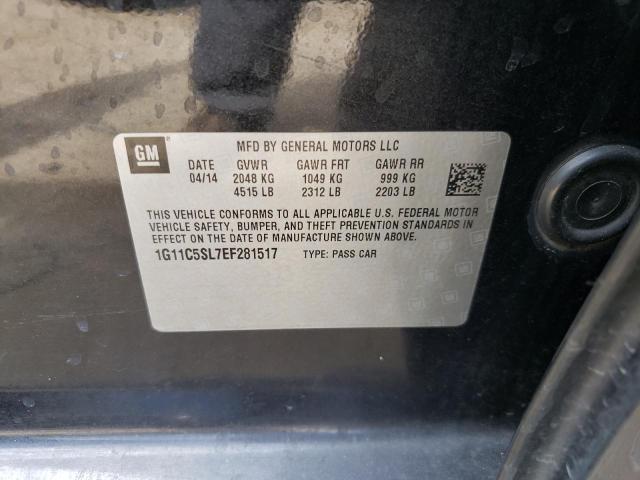 GM
MFD BY GENERAL MOTORS LLC
DATE GVWR GAWR FRT GAWR RR
04/14 2048 KG 1049 KG 999 KG
4515 LB 2312 LB 2203 LB
THIS VEHICLE CONFORMS TO ALL APPLICABLE U.S. FEDERAL MOTOR
VEHICLE SAFETY, BUMPER, AND THEFT PREVENTION STANDARDS IN
EFFECT ON THE DATE OF MANUFACTURE SHOWN ABOVE.
1G11C5SL7EF281517 TYPE: PASS CAR